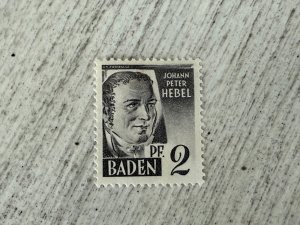 JOHANN
PETER
HEBEL
PF.
BADEN 2